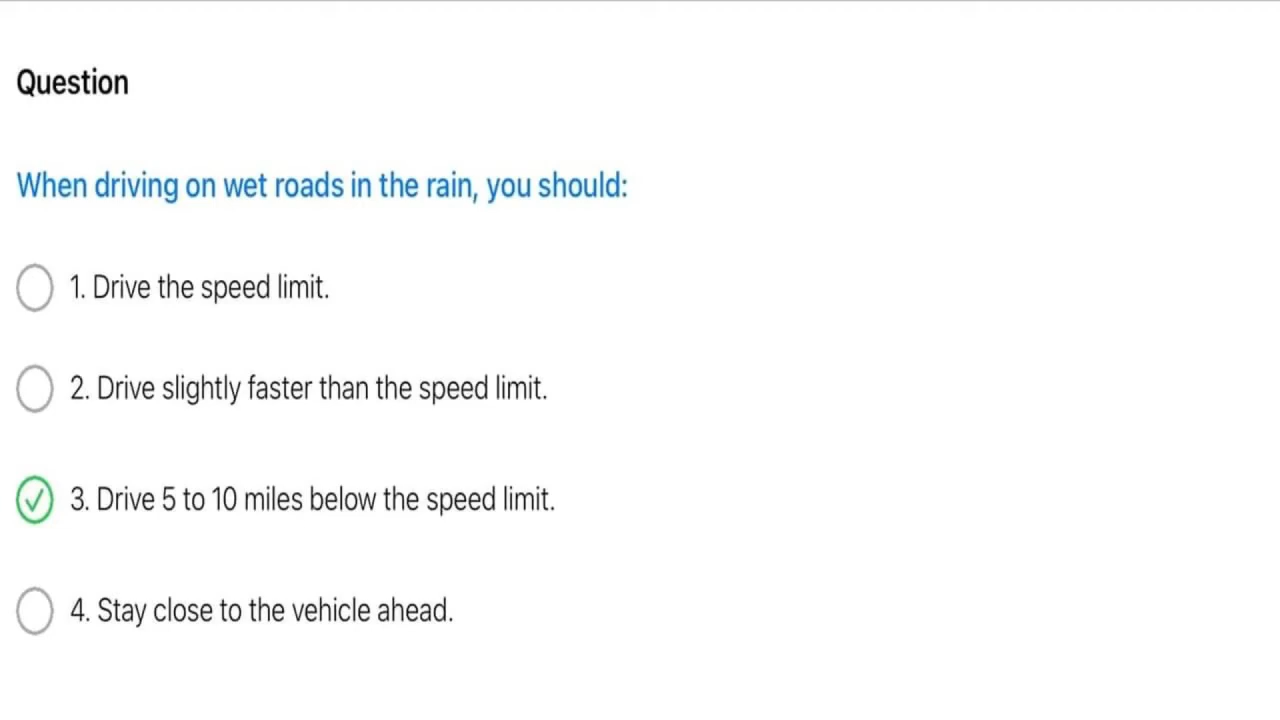 Question
When driving on wet roads in the rain, you should:
1. Drive the speed limit.
2. Drive slightly faster than the speed limit.
3. Drive 5 to 10 miles below the speed limit.
4. Stay close to the vehicle ahead.